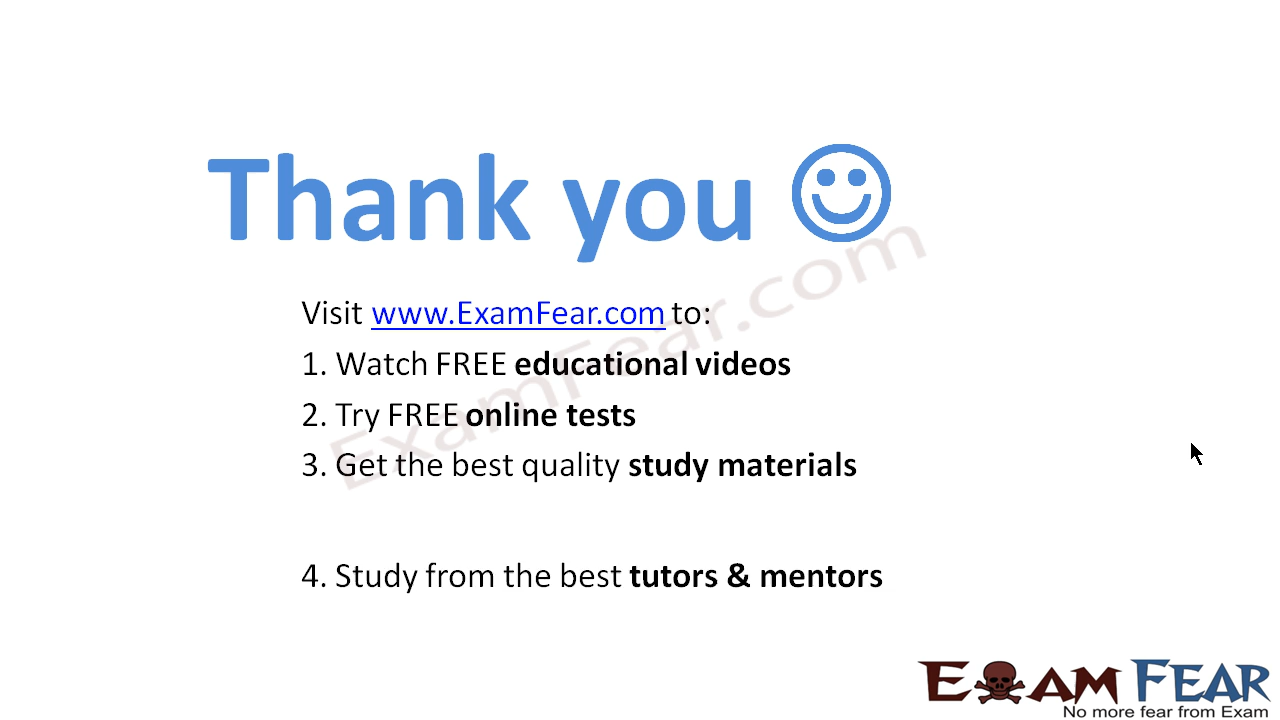 Thank you
Visit www.ExamFear.com to:
1. Watch FREE educational videos
2. Try FREE online tests
3. Get the best quality study materials
4. Study from the best tutors & mentors
ExamFear.com
EXAM FEAR
No more fear from Exam